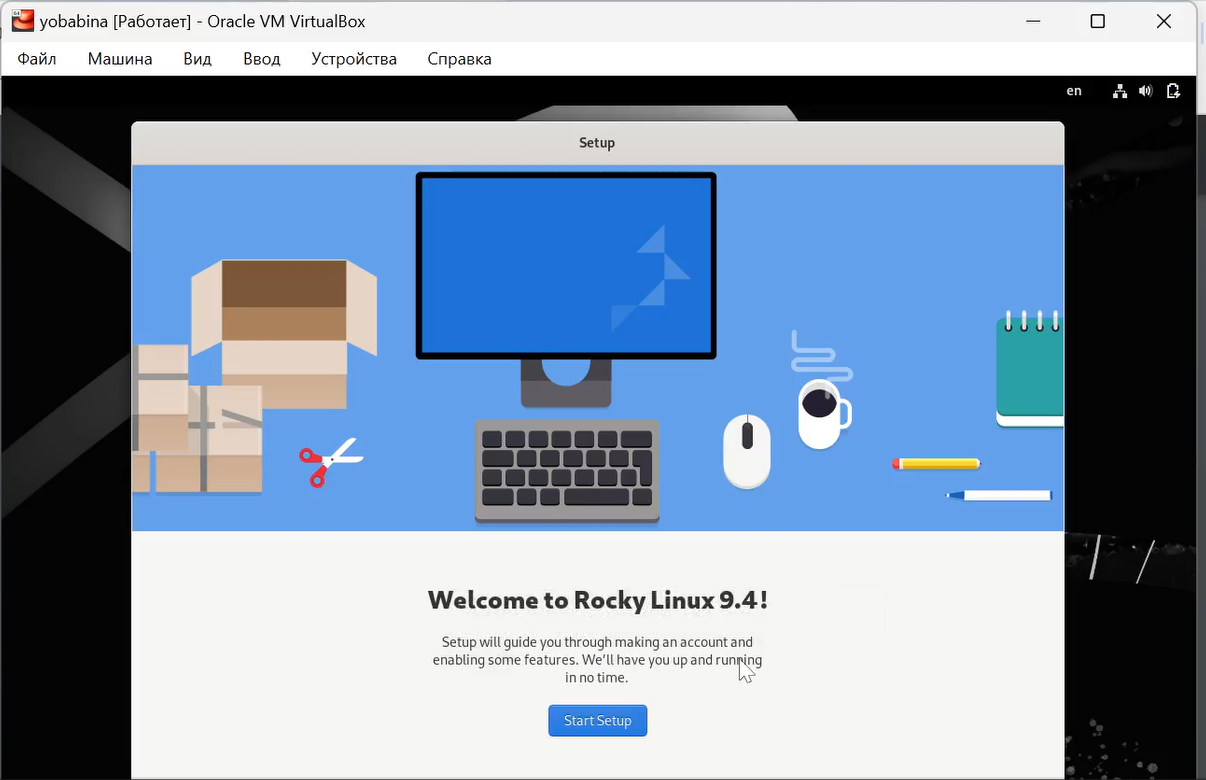 yobabina [Работает] - Oracle VM VirtualBox
Файл Машина Вид Ввод Устройства Справка
en
Setup
Welcome to Rocky Linux 9.4!
Setup will guide you through making an account and
enabling some features. We'll have you up and running
in no time.
Start Setup